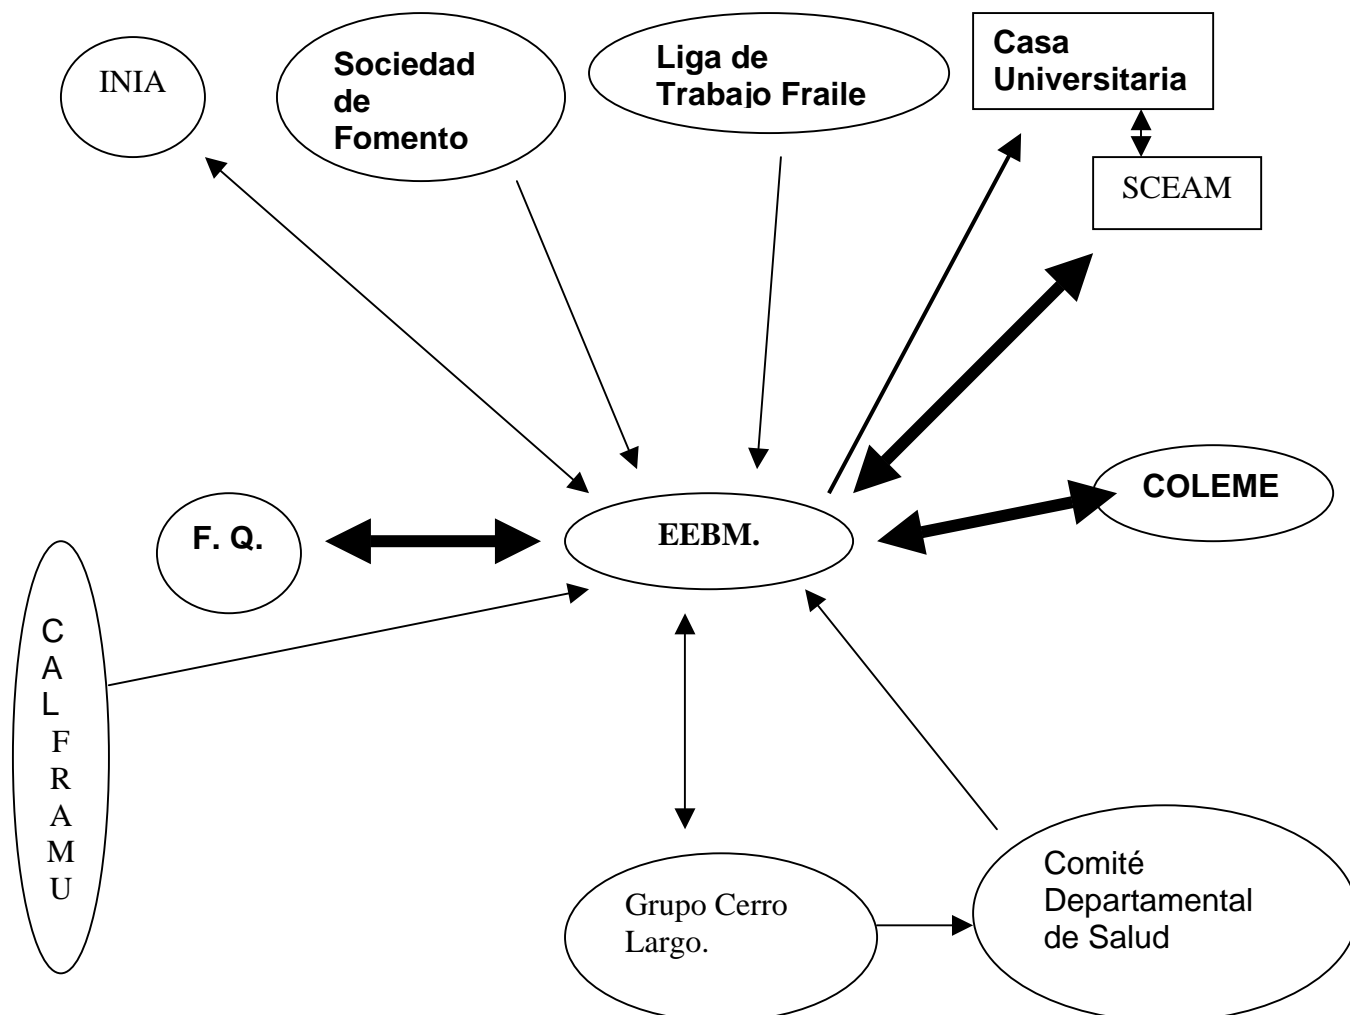 INIA
Sociedad
de
Fomento
Liga de
Trabajo Fraile
Casa
Universitaria
SCEAM
COLEME
EEBM.
F. Q.
C
A
L
F
R
A
M
U
Grupo Cerro
Largo.
Comité
Departamental
de Salud